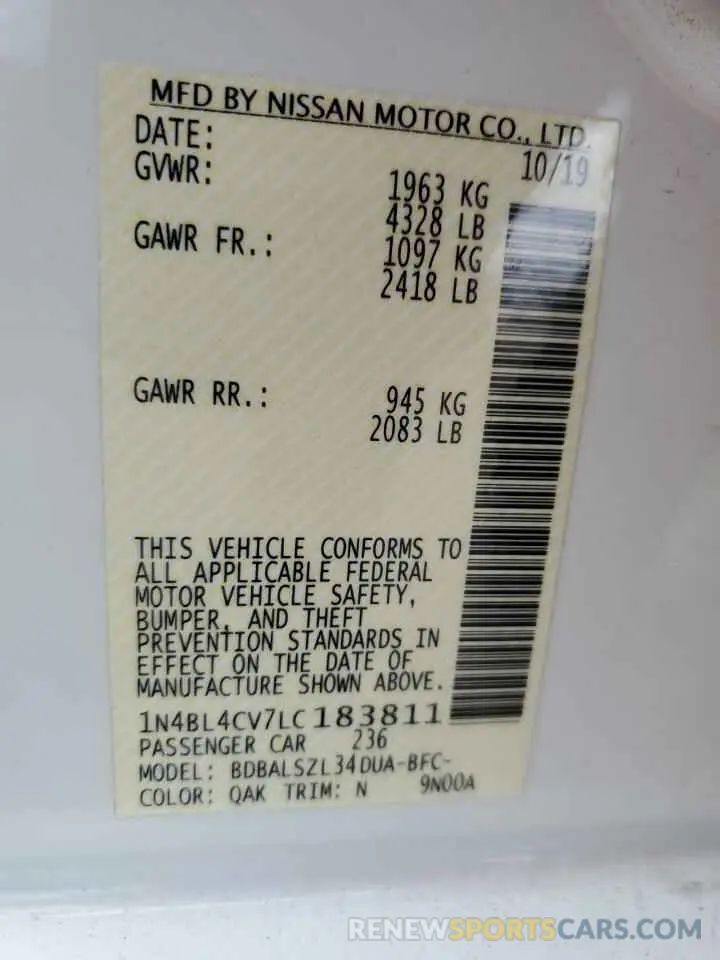 MFD BY NISSAN MOTOR CO., LTD.
DATE: 10/19
GVWR: 1963 KG
4328 LB
GAWR FR.: 1097 KG
2418 LB
GAWR RR.: 945 KG
2083 LB
THIS VEHICLE CONFORMS TO
ALL APPLICABLE FEDERAL
MOTOR VEHICLE SAFETY,
BUMPER, AND THEFT
PREVENTION STANDARDS IN
EFFECT ON THE DATE OF
MANUFACTURE SHOWN ABOVE.
1N4BL4CV7LC183811
PASSENGER CAR 236
MODEL: BDBALSZL34DUA-BFC-
COLOR: QAK TRIM: N 9N00A
RENEWSPORTSCARS.COM